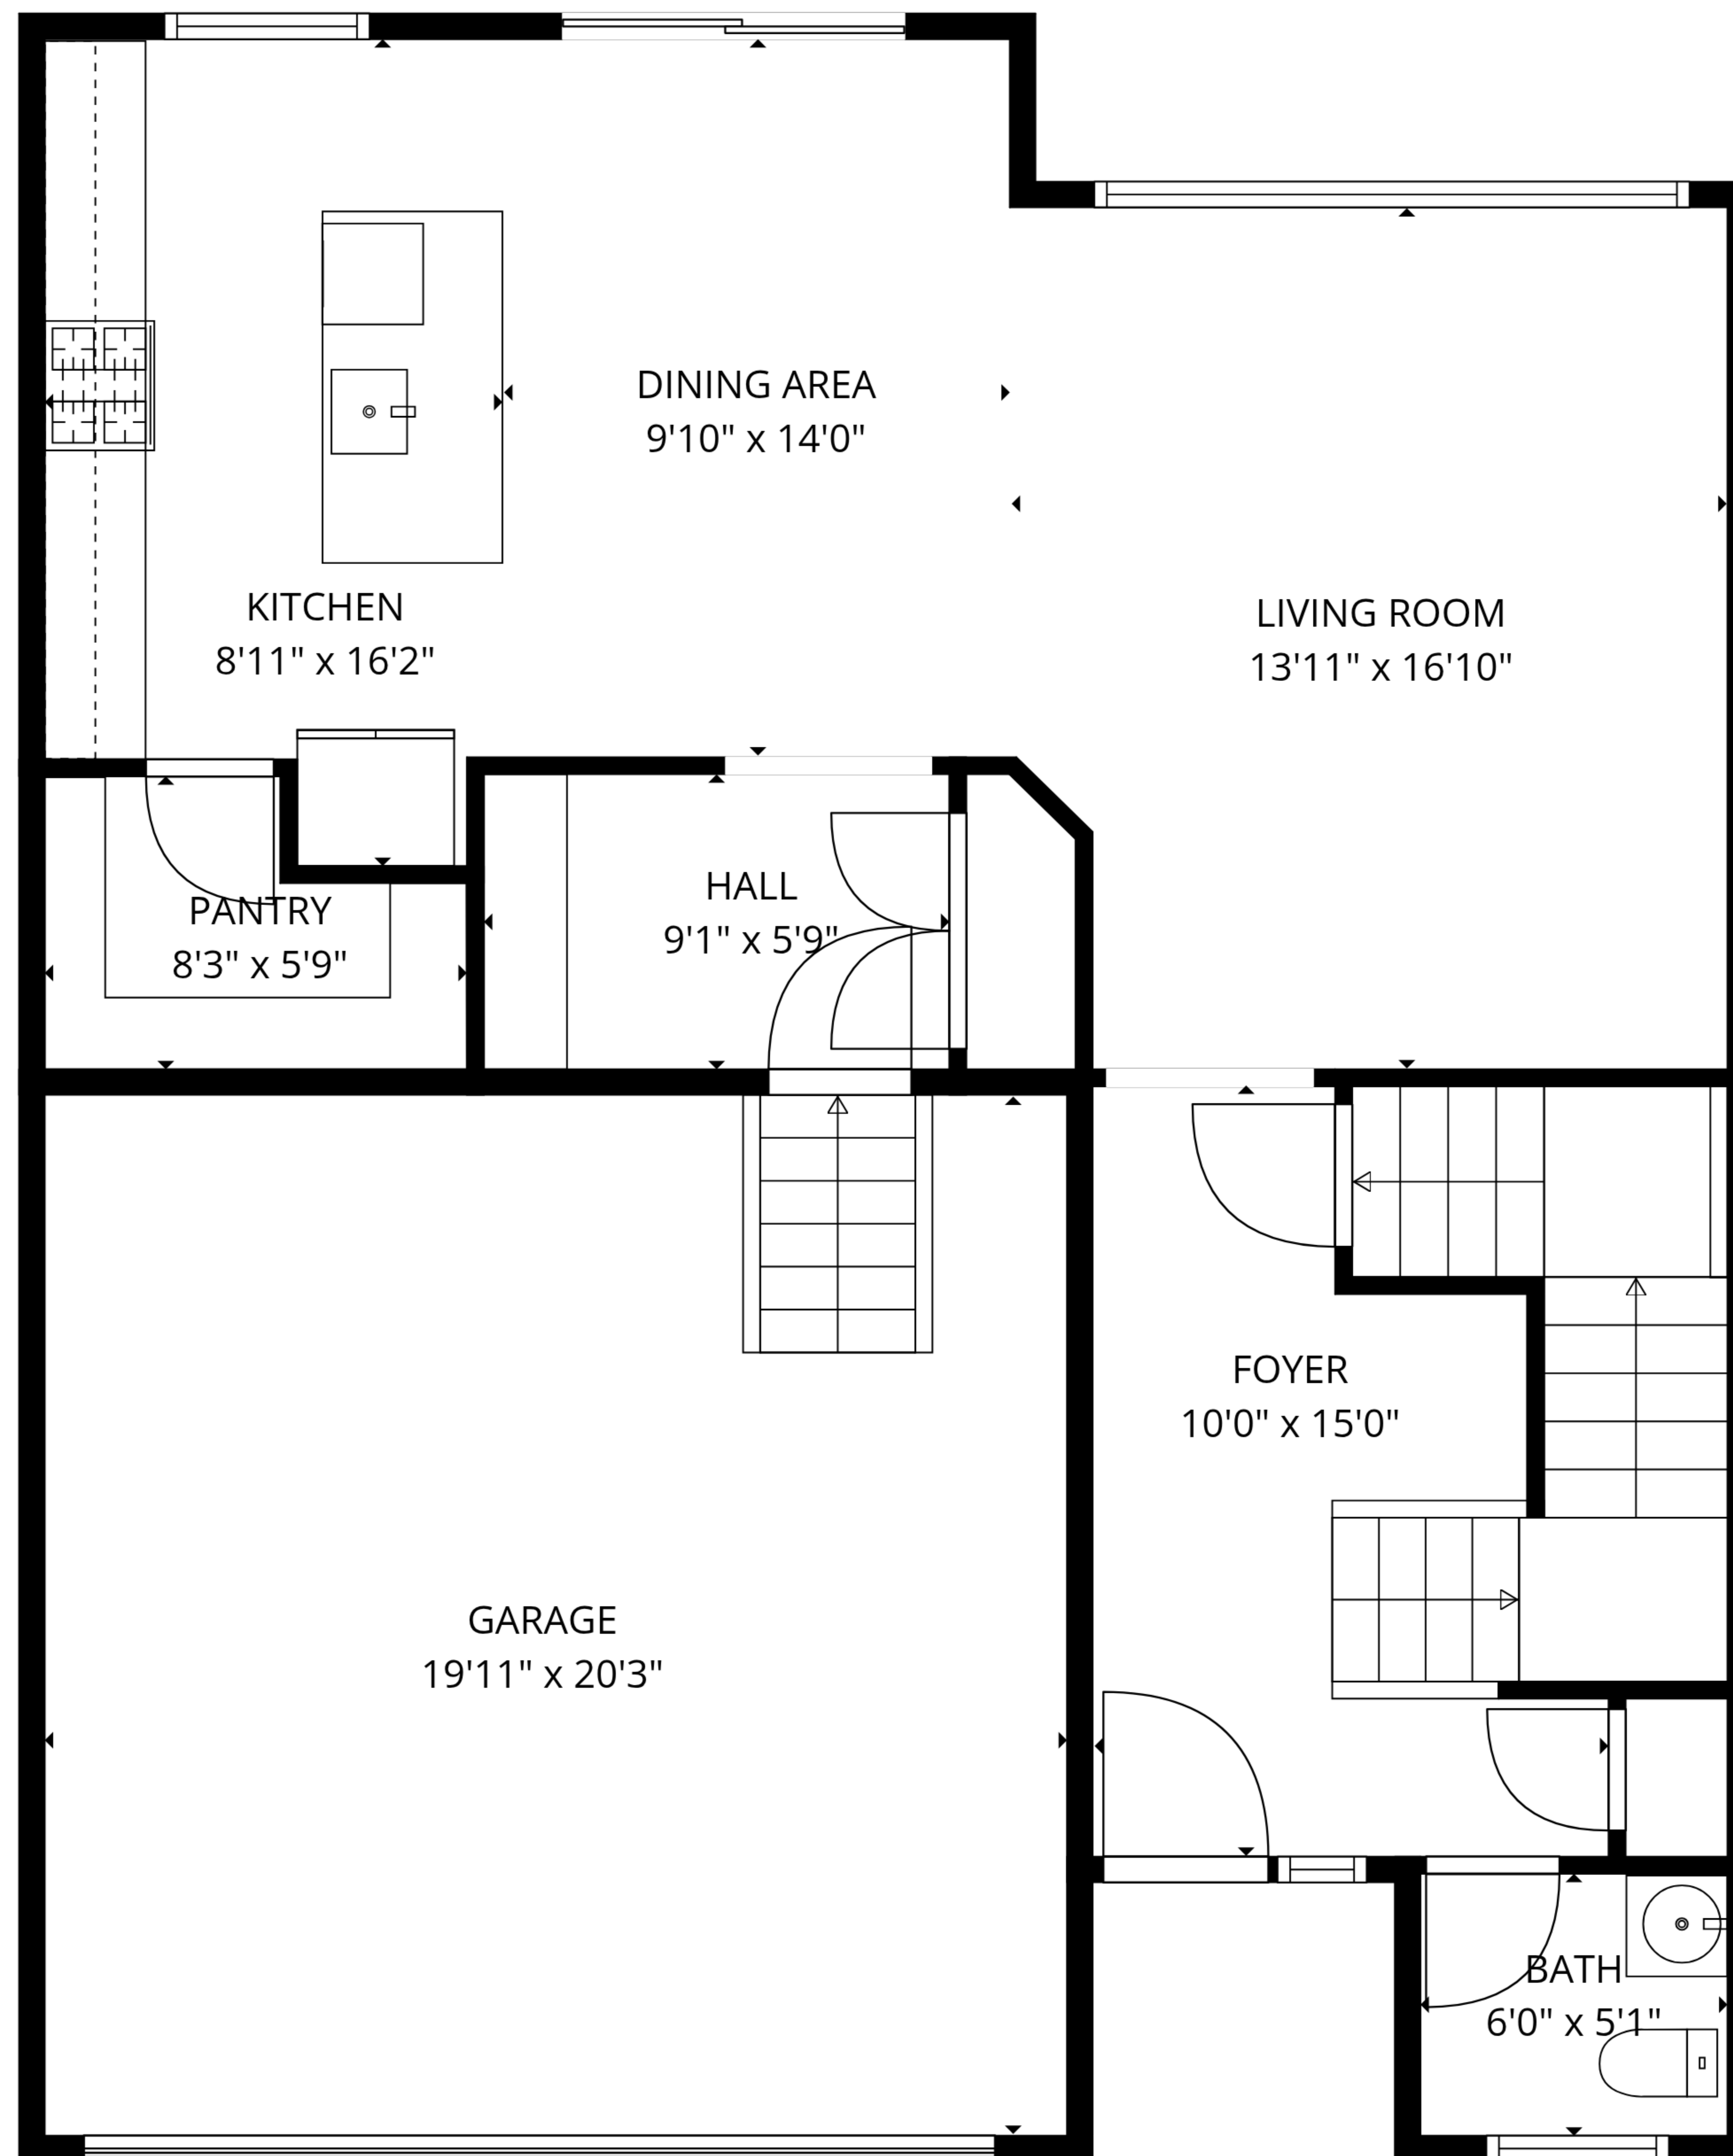 DINING AREA
9'10" x 14'0"
KITCHEN
8'11" x 16'2"
LIVING ROOM
13'11" x 16'10"
HALL
9'1" x 5'9"
PANTRY
8'3" x 5'9"
FOYER
10'0" x 15'0"
GARAGE
19'11" x 20'3"
BATH
6'0" x 5'1"